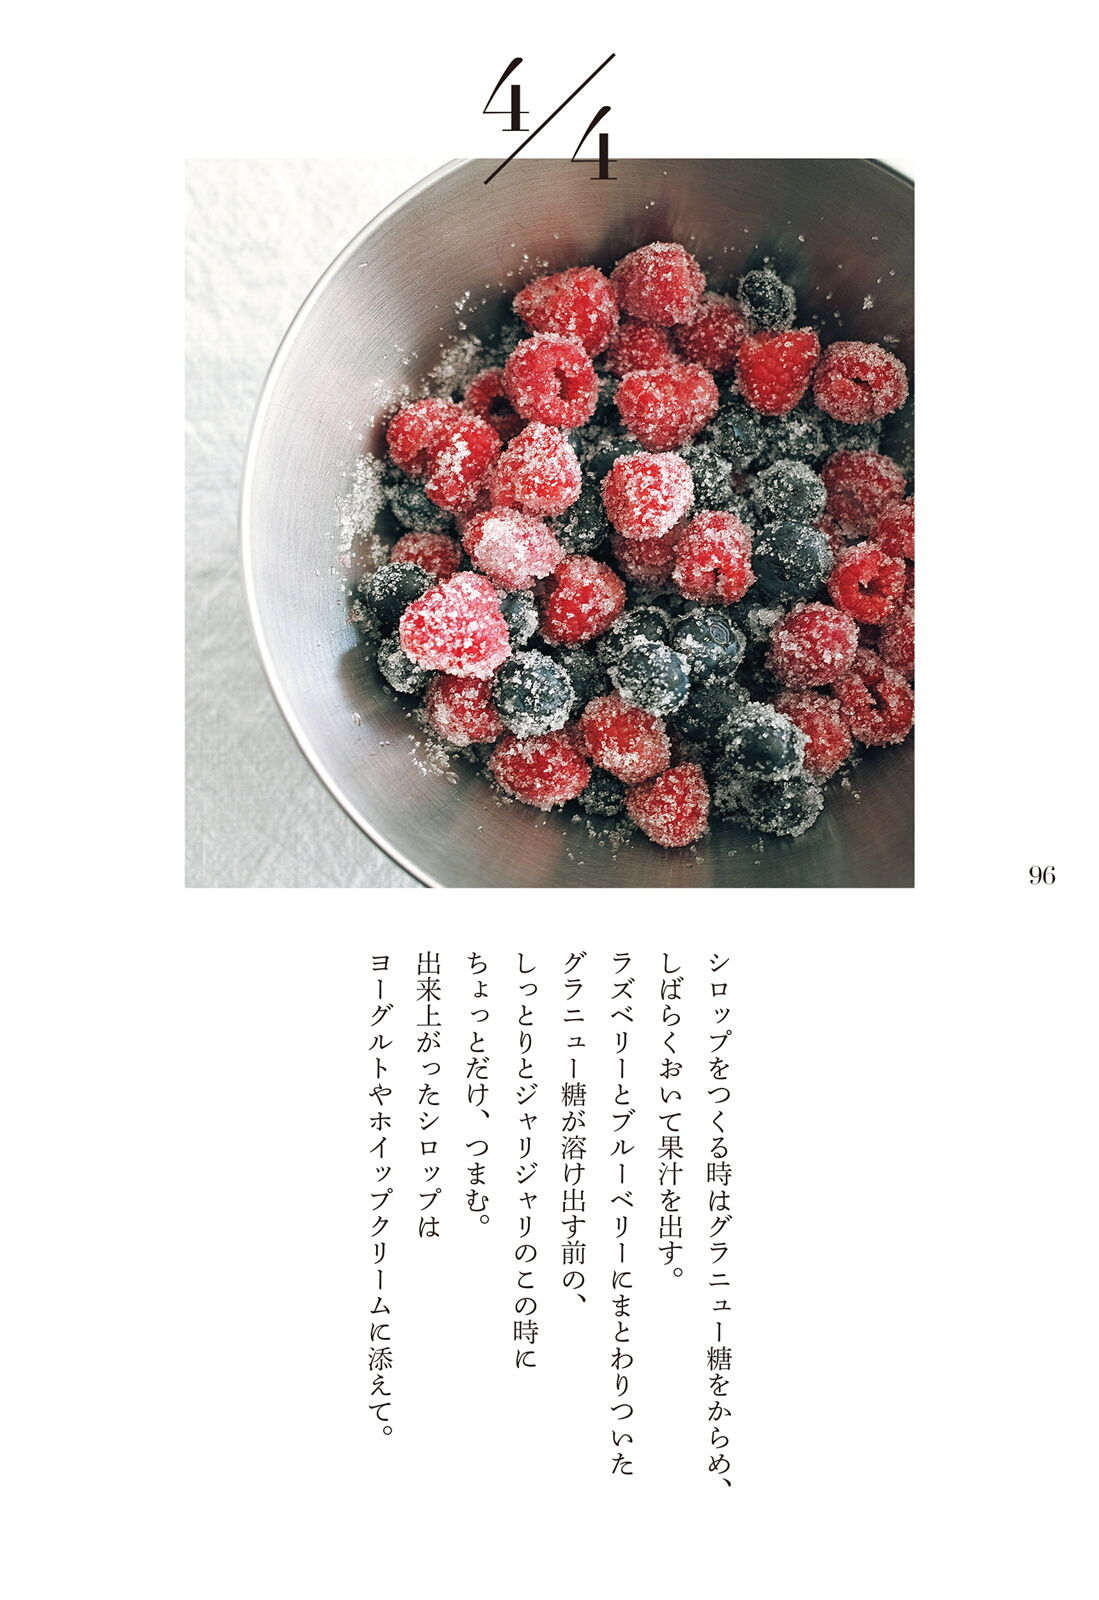 4/4
シロップをつくる時はグラニュー糖をからめ、
しばらくおいて果汁を出す。
ラズベリーとブルーベリーにまとわりついた
グラニュー糖が溶け出す前の、
しっとりとジャリジャリのこの時に
ちょっとだけ、つまむ。
出来上がったシロップは
ヨーグルトやホイップクリームに添えて。
96